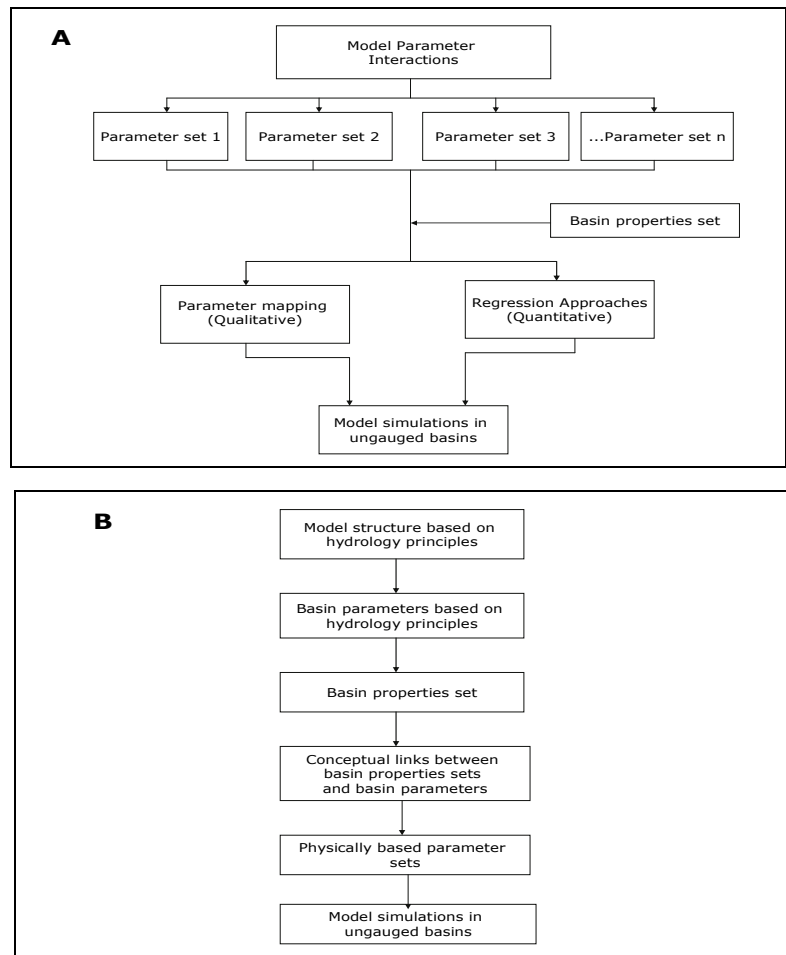 A
Model Parameter
Interactions
Parameter set 1
Parameter set 2
Parameter set 3
...Parameter set n
Basin properties set
Parameter mapping
(Qualitative)
Regression Approaches
(Quantitative)
Model simulations in
ungauged basins
B
Model structure based on
hydrology principles
Basin parameters based on
hydrology principles
Basin properties set
Conceptual links between
basin properties sets
and basin parameters
Physically based parameter
sets
Model simulations in
ungauged basins